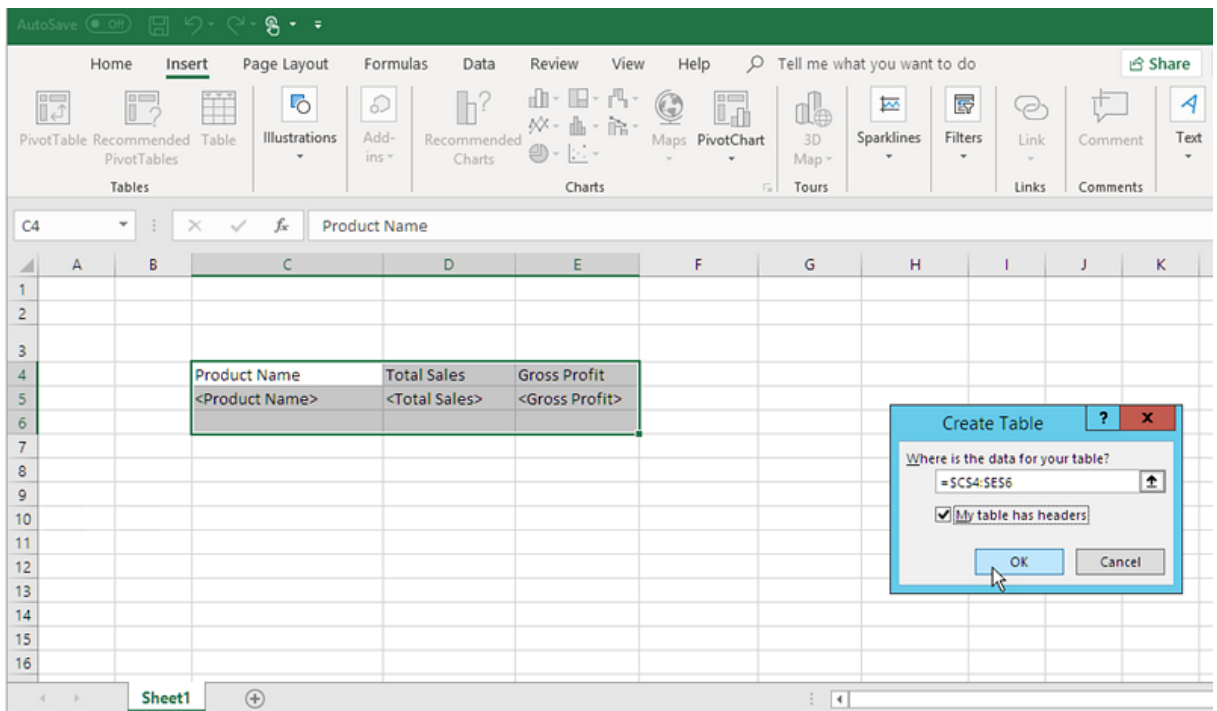 AutoSave Off
Home Insert Page Layout Formulas Data Review View Help Tell me what you want to do Share
PivotTable Recommended PivotTables Table Illustrations Add-ins Recommended Charts Maps PivotChart 3D Map Sparklines Filters Link Comment Text
Tables Charts Tours Links Comments
C4 fx Product Name
A B C D E F G H I J K
1
2
3
4 Product Name Total Sales Gross Profit
5 <Product Name> <Total Sales> <Gross Profit>
6
7
8
9
10
11
12
13
14
15
16
Create Table ? X
Where is the data for your table?
=$C$4:$E$6
My table has headers
OK Cancel
Sheet1